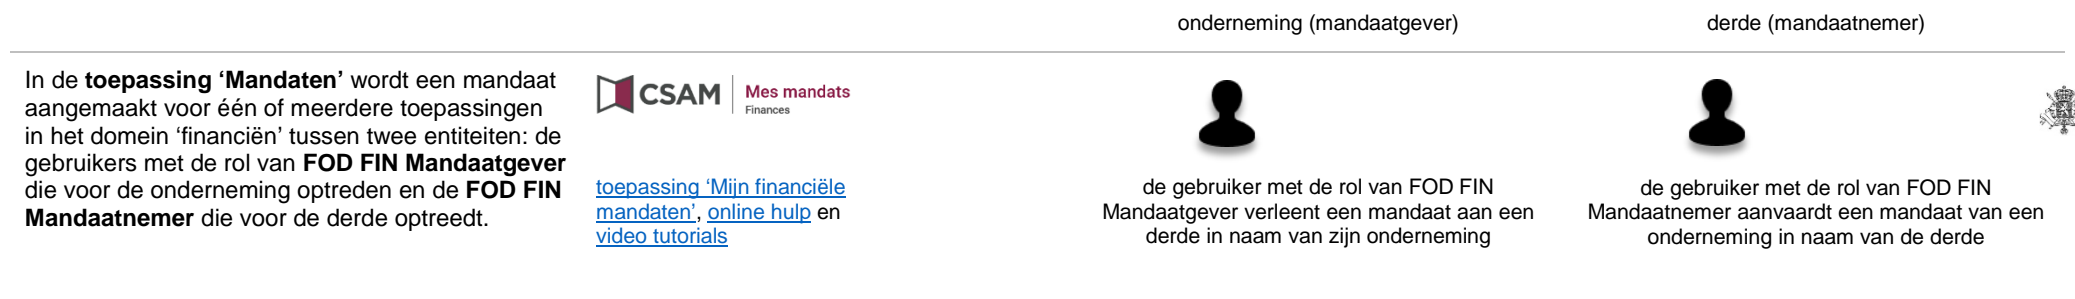 onderneming (mandaatgever)
derde (mandaatnemer)
In de toepassing ‘Mandaten’ wordt een mandaat
aangemaakt voor één of meerdere toepassingen
in het domein ‘financiën’ tussen twee entiteiten: de
gebruikers met de rol van FOD FIN Mandaatgever
die voor de onderneming optreden en de FOD FIN
Mandaatnemer die voor de derde optreedt.
CSAM
Mes mandats
Finances
toepassing ‘Mijn financiële
mandaten’, online hulp en
video tutorials
de gebruiker met de rol van FOD FIN
Mandaatgever verleent een mandaat aan een
derde in naam van zijn onderneming
de gebruiker met de rol van FOD FIN
Mandaatnemer aanvaardt een mandaat van een
onderneming in naam van de derde